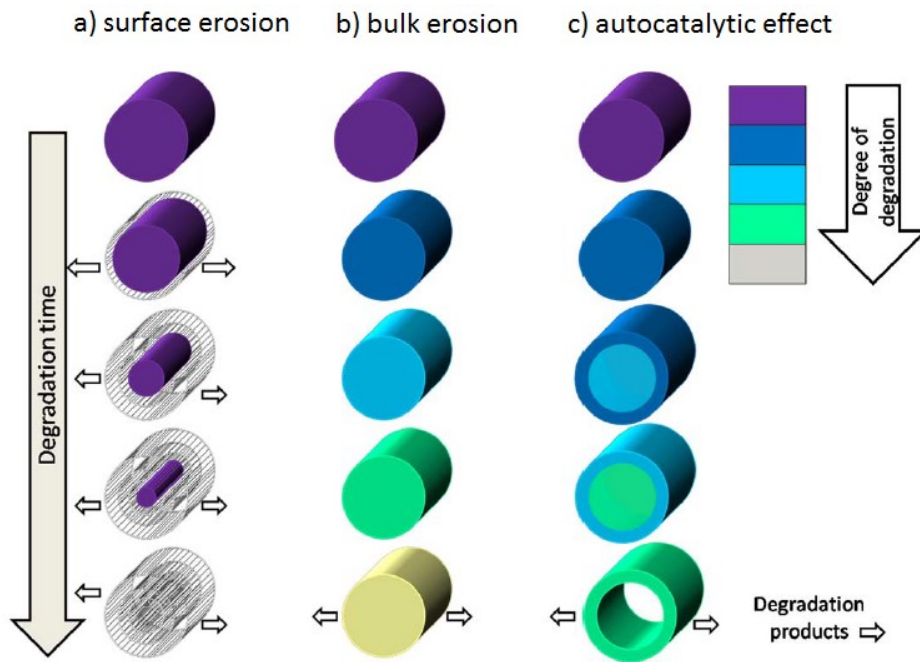 a) surface erosion
b) bulk erosion
c) autocatalytic effect
Degradation time
Degree of
degradation
Degradation
products